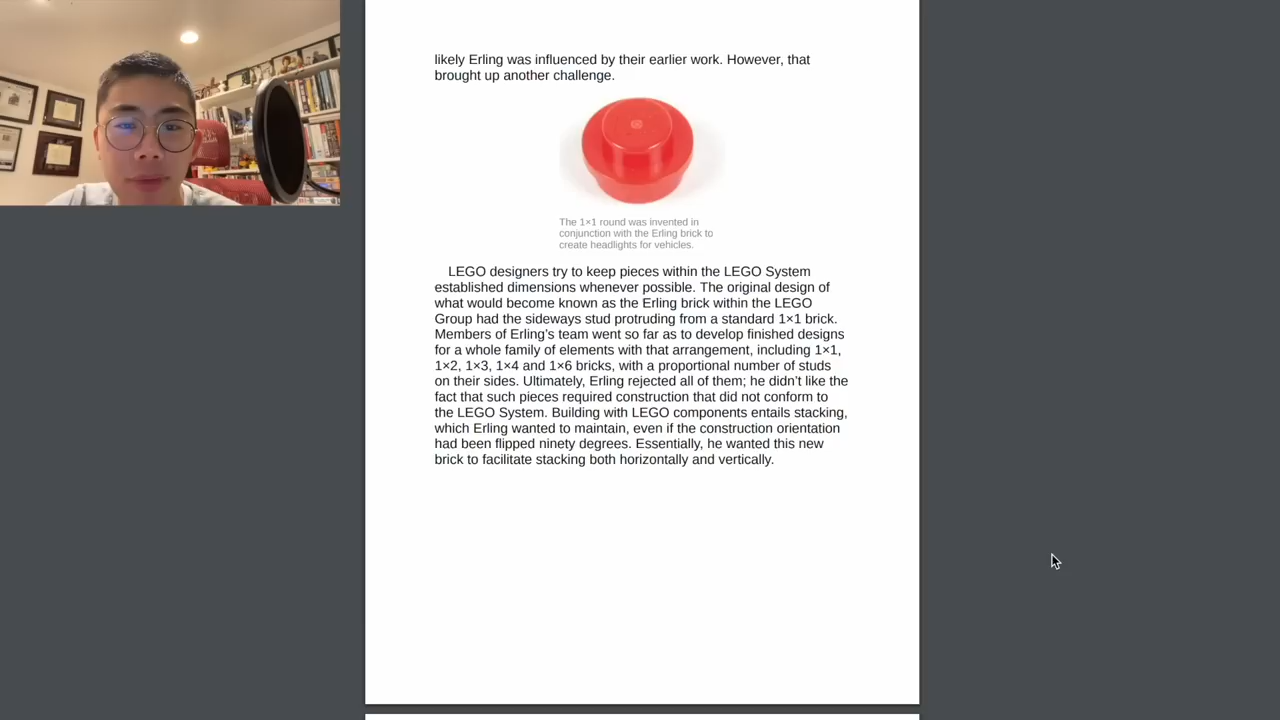 likely Erling was influenced by their earlier work. However, that
brought up another challenge.
The 1×1 round was invented in
conjunction with the Erling brick to
create headlights for vehicles.
LEGO designers try to keep pieces within the LEGO System
established dimensions whenever possible. The original design of
what would become known as the Erling brick within the LEGO
Group had the sideways stud protruding from a standard 1×1 brick.
Members of Erling’s team went so far as to develop finished designs
for a whole family of elements with that arrangement, including 1×1,
1×2, 1×3, 1×4 and 1×6 bricks, with a proportional number of studs
on their sides. Ultimately, Erling rejected all of them; he didn’t like the
fact that such pieces required construction that did not conform to
the LEGO System. Building with LEGO components entails stacking,
which Erling wanted to maintain, even if the construction orientation
had been flipped ninety degrees. Essentially, he wanted this new
brick to facilitate stacking both horizontally and vertically.